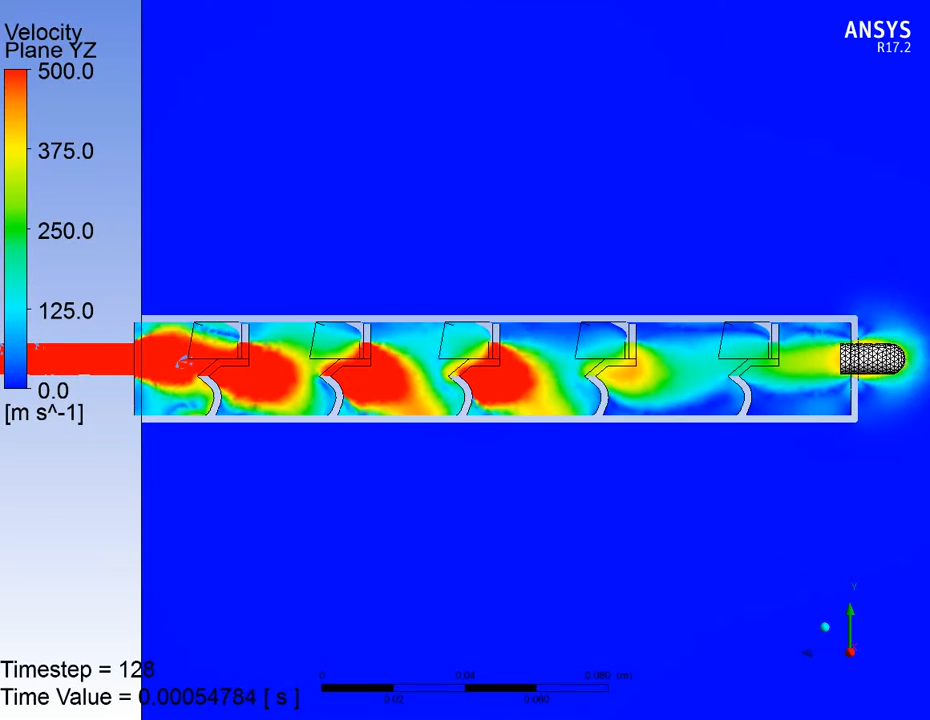 Velocity
Plane YZ
500.0
375.0
250.0
125.0
0.0
[m s^-1]
ANSYS
R17.2
Timestep = 128
Time Value = 0.00054784 [ s ]
0
0.04
0.080
(m)
0.02
0.060
Y